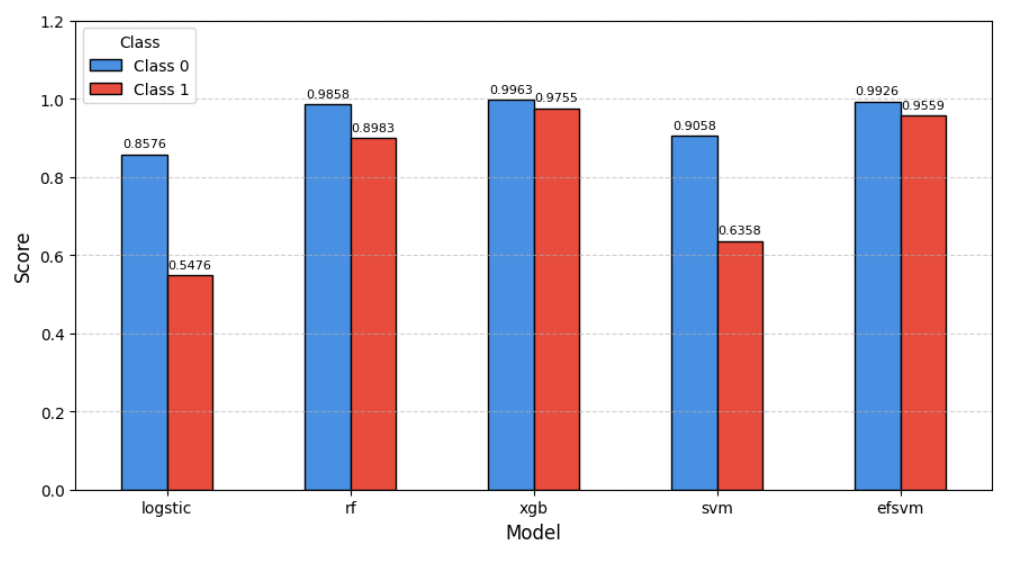 1.2
1.0
0.8
0.6
0.4
0.2
0.0
Score
Class
Class 0
Class 1
0.8576
0.5476
0.9858
0.8983
0.9963
0.9755
0.9058
0.6358
0.9926
0.9559
logstic
rf
xgb
svm
efsvm
Model